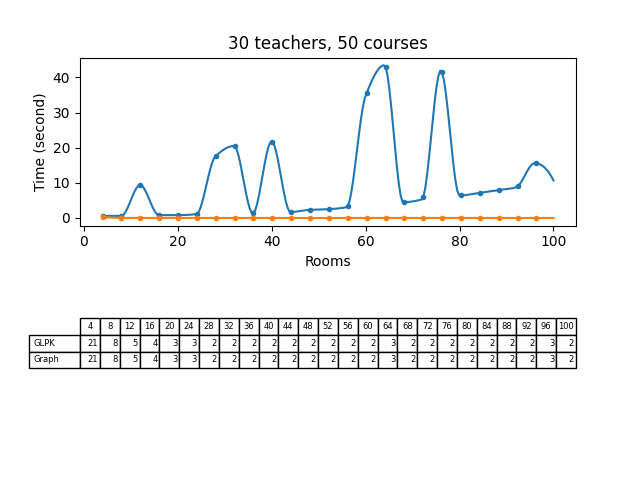 30 teachers, 50 courses
40
30
20
10
0
Time (second)
0 20 40 60 80 100
Rooms
4 8 12 16 20 24 28 32 36 40 44 48 52 56 60 64 68 72 76 80 84 88 92 96 100
GLPK 21 8 5 4 3 3 2 2 2 2 2 2 2 2 2 3 2 2 2 2 2 2 2 3 2
Graph 21 8 5 4 3 3 2 2 2 2 2 2 2 2 2 3 2 2 2 2 2 2 2 3 2